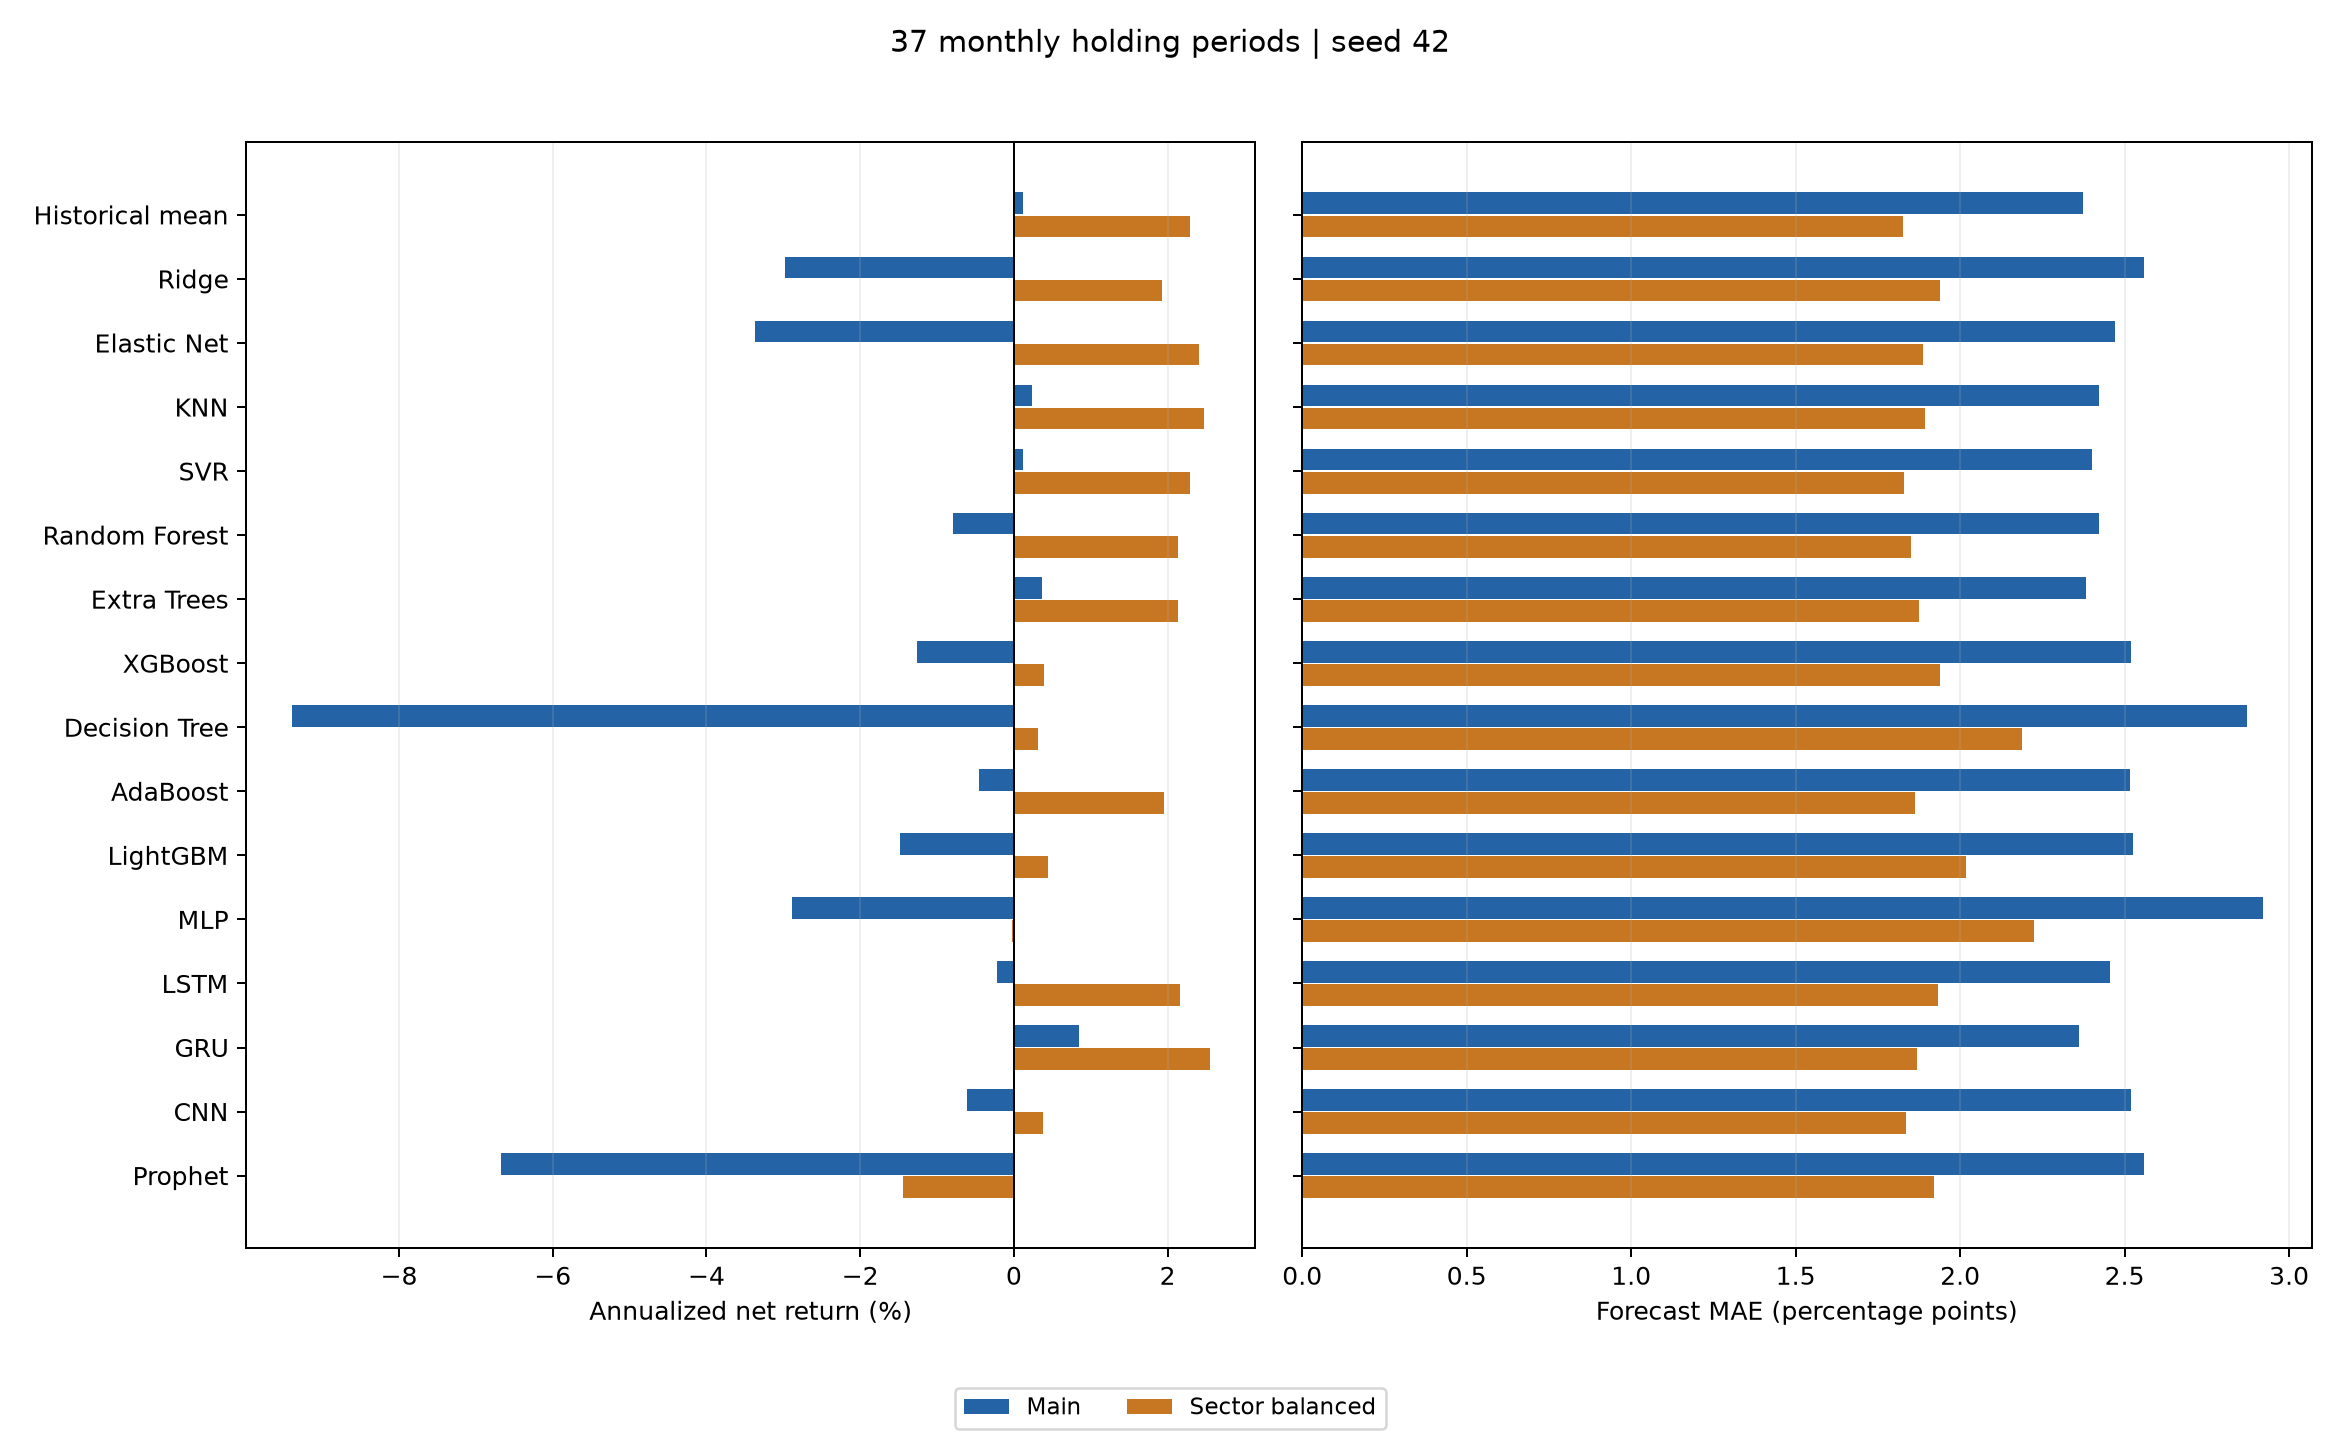 37 monthly holding periods | seed 42
Historical mean
Ridge
Elastic Net
KNN
SVR
Random Forest
Extra Trees
XGBoost
Decision Tree
AdaBoost
LightGBM
MLP
LSTM
GRU
CNN
Prophet
−8 −6 −4 −2 0 2
Annualized net return (%)
0.0 0.5 1.0 1.5 2.0 2.5 3.0
Forecast MAE (percentage points)
Main Sector balanced